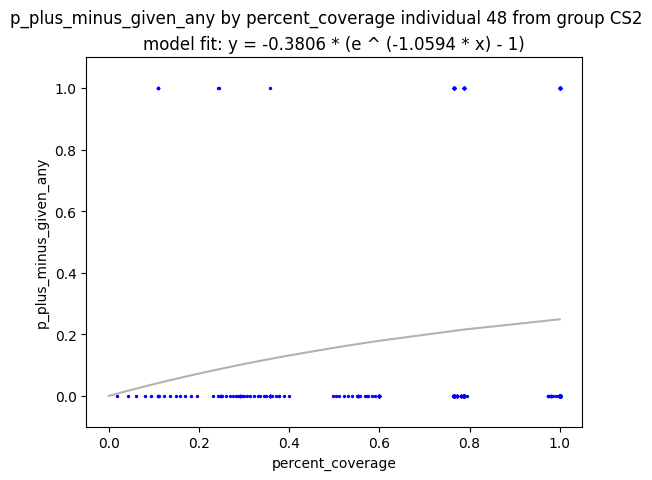 p_plus_minus_given_any by percent_coverage individual 48 from group CS2
model fit: y = -0.3806 * (e ^ (-1.0594 * x) - 1)
1.0
0.8
0.6
0.4
0.2
0.0
p_plus_minus_given_any
0.0 0.2 0.4 0.6 0.8 1.0
percent_coverage